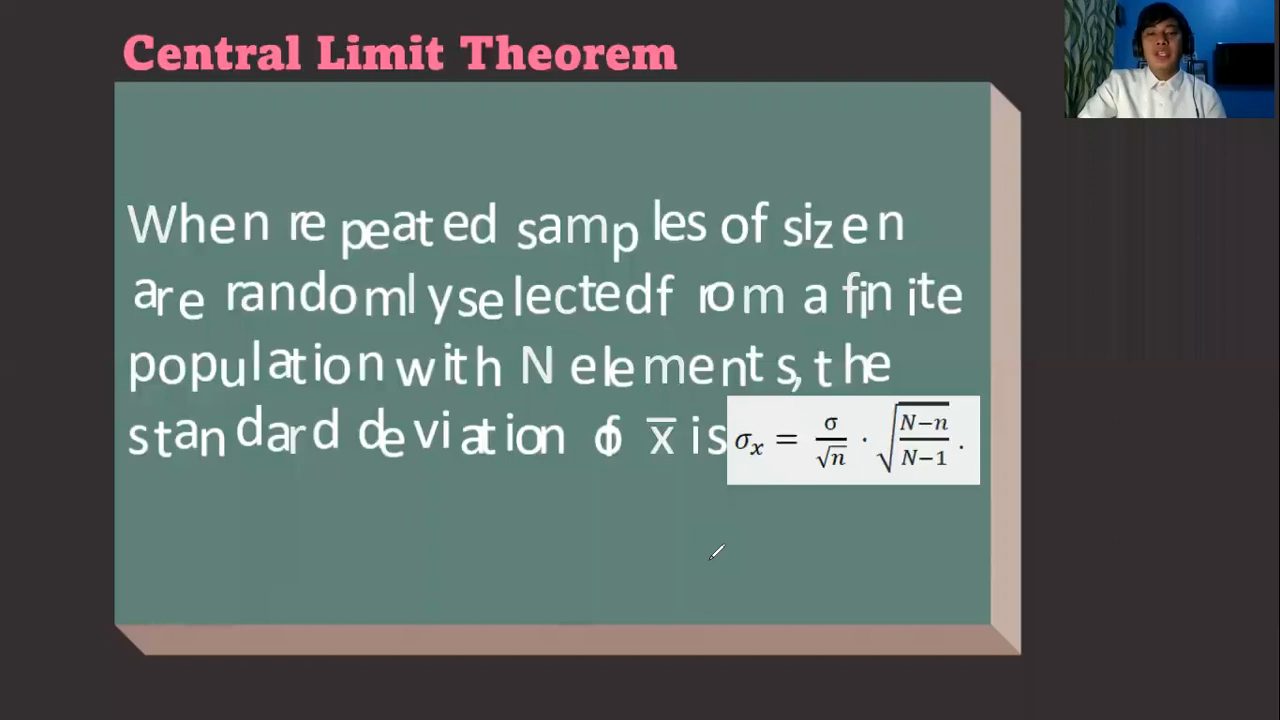 Central Limit Theorem
When repeated samples of size n
are randomly selected from a finite
population with N elements, the
standard deviation of x̅ is σₓ = σ/√n · √((N−n)/(N−1)) .